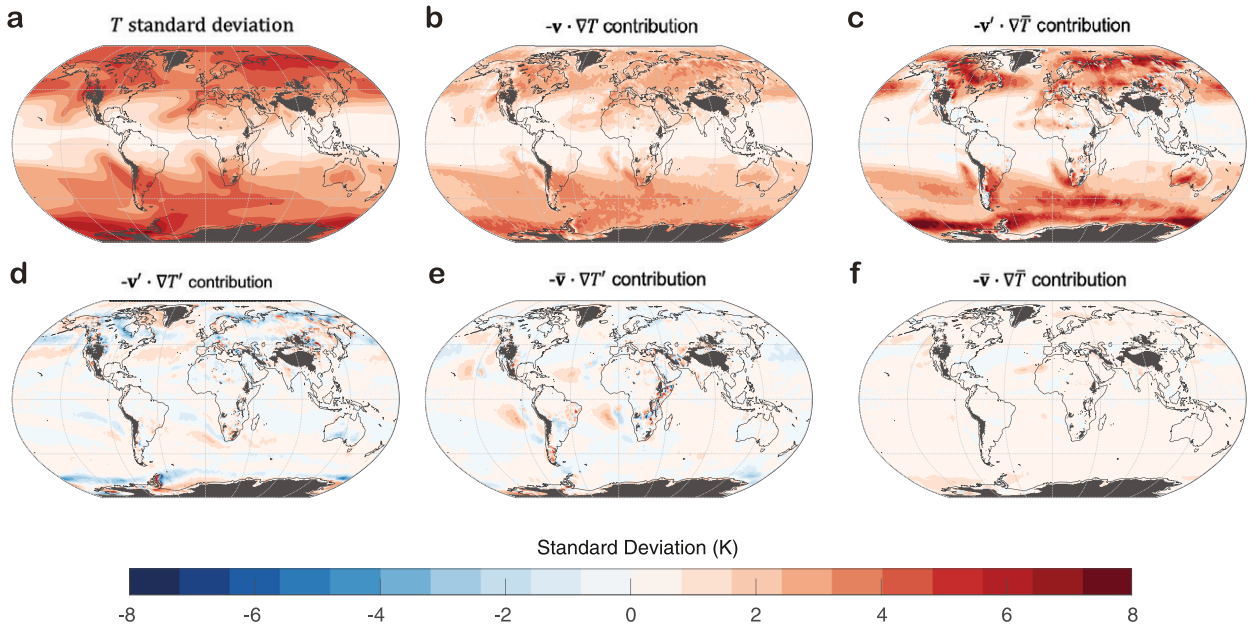 a
T standard deviation
b
-v · ∇T contribution
c
-v′ · ∇T̅ contribution
d
-v′ · ∇T′ contribution
e
-v̅ · ∇T′ contribution
f
-v̅ · ∇T̅ contribution
Standard Deviation (K)
-8 -6 -4 -2 0 2 4 6 8